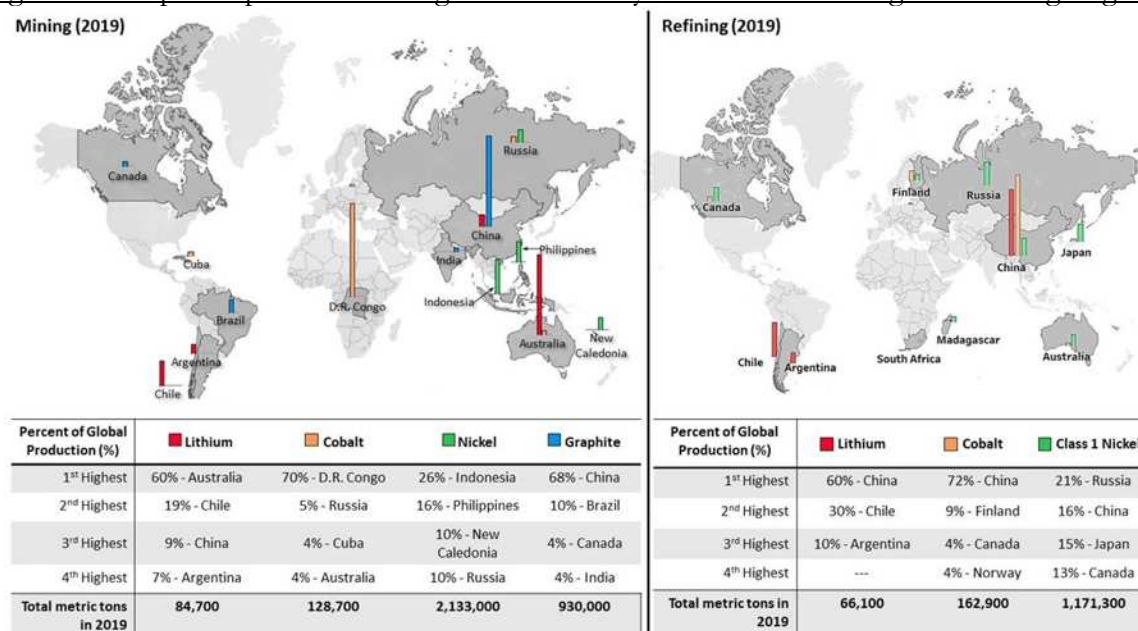 Mining (2019)
Canada
Cuba
Brazil
Argentina
Chile
D.R. Congo
Russia
China
India
Philippines
Indonesia
Australia
New
Caledonia
Percent of Global
Production (%)
Lithium
Cobalt
Nickel
Graphite
1st Highest
60% - Australia
70% - D.R. Congo
26% - Indonesia
68% - China
2nd Highest
19% - Chile
5% - Russia
16% - Philippines
10% - Brazil
3rd Highest
9% - China
4% - Cuba
10% - New
Caledonia
4% - Canada
4th Highest
7% - Argentina
4% - Australia
10% - Russia
4% - India
Total metric tons
in 2019
84,700
128,700
2,133,000
930,000
Refining (2019)
Canada
Finland
Russia
China
Japan
Chile
Argentina
South Africa
Madagascar
Australia
Percent of Global
Production (%)
Lithium
Cobalt
Class 1 Nickel
1st Highest
60% - China
72% - China
21% - Russia
2nd Highest
30% - Chile
9% - Finland
16% - China
3rd Highest
10% - Argentina
4% - Canada
15% - Japan
4th Highest
---
4% - Norway
13% - Canada
Total metric tons in
2019
66,100
162,900
1,171,300